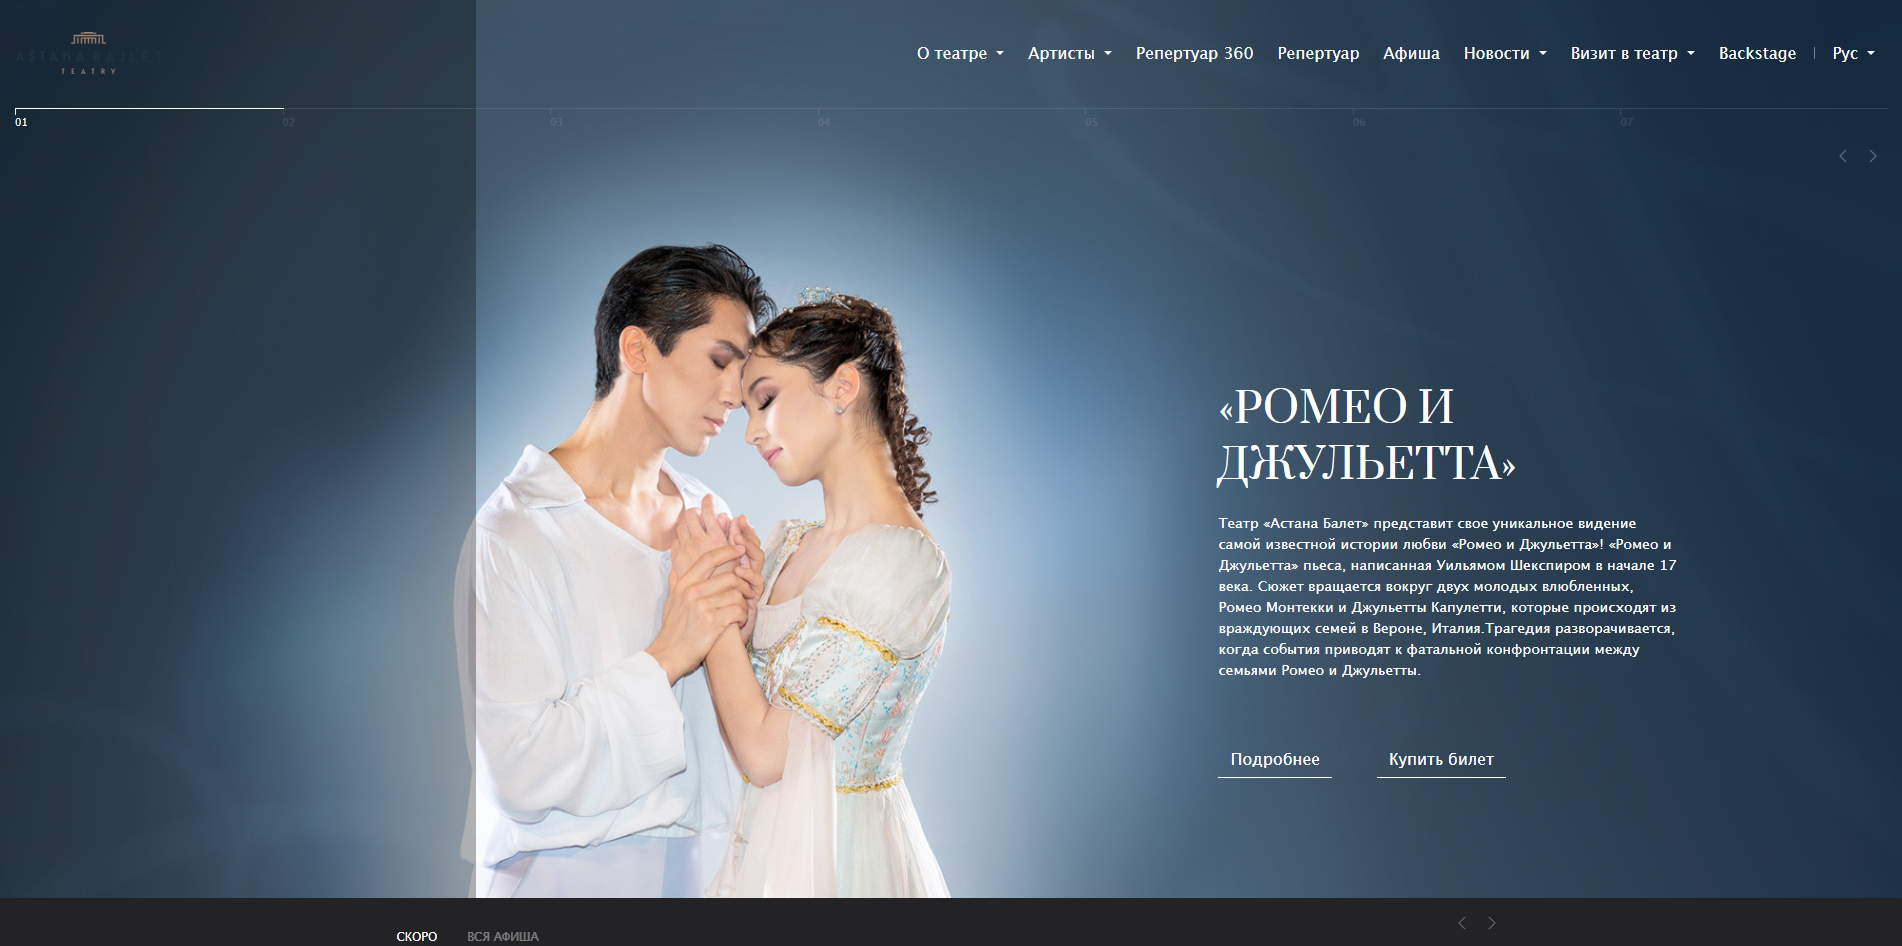 ASTANA BALLET
TEATRY
О театре
Артисты
Репертуар 360
Репертуар
Афиша
Новости
Визит в театр
Backstage
Рус
01
02
03
04
05
06
07
«РОМЕО И
ДЖУЛЬЕТТА»
Театр «Астана Балет» представит свое уникальное видение
самой известной истории любви «Ромео и Джульетта»! «Ромео и
Джульетта» пьеса, написанная Уильямом Шекспиром в начале 17
века. Сюжет вращается вокруг двух молодых влюбленных,
Ромео Монтекки и Джульетты Капулетти, которые происходят из
враждующих семей в Вероне, Италия.Трагедия разворачивается,
когда события приводят к фатальной конфронтации между
семьями Ромео и Джульетты.
Подробнее
Купить билет
СКОРО
ВСЯ АФИША